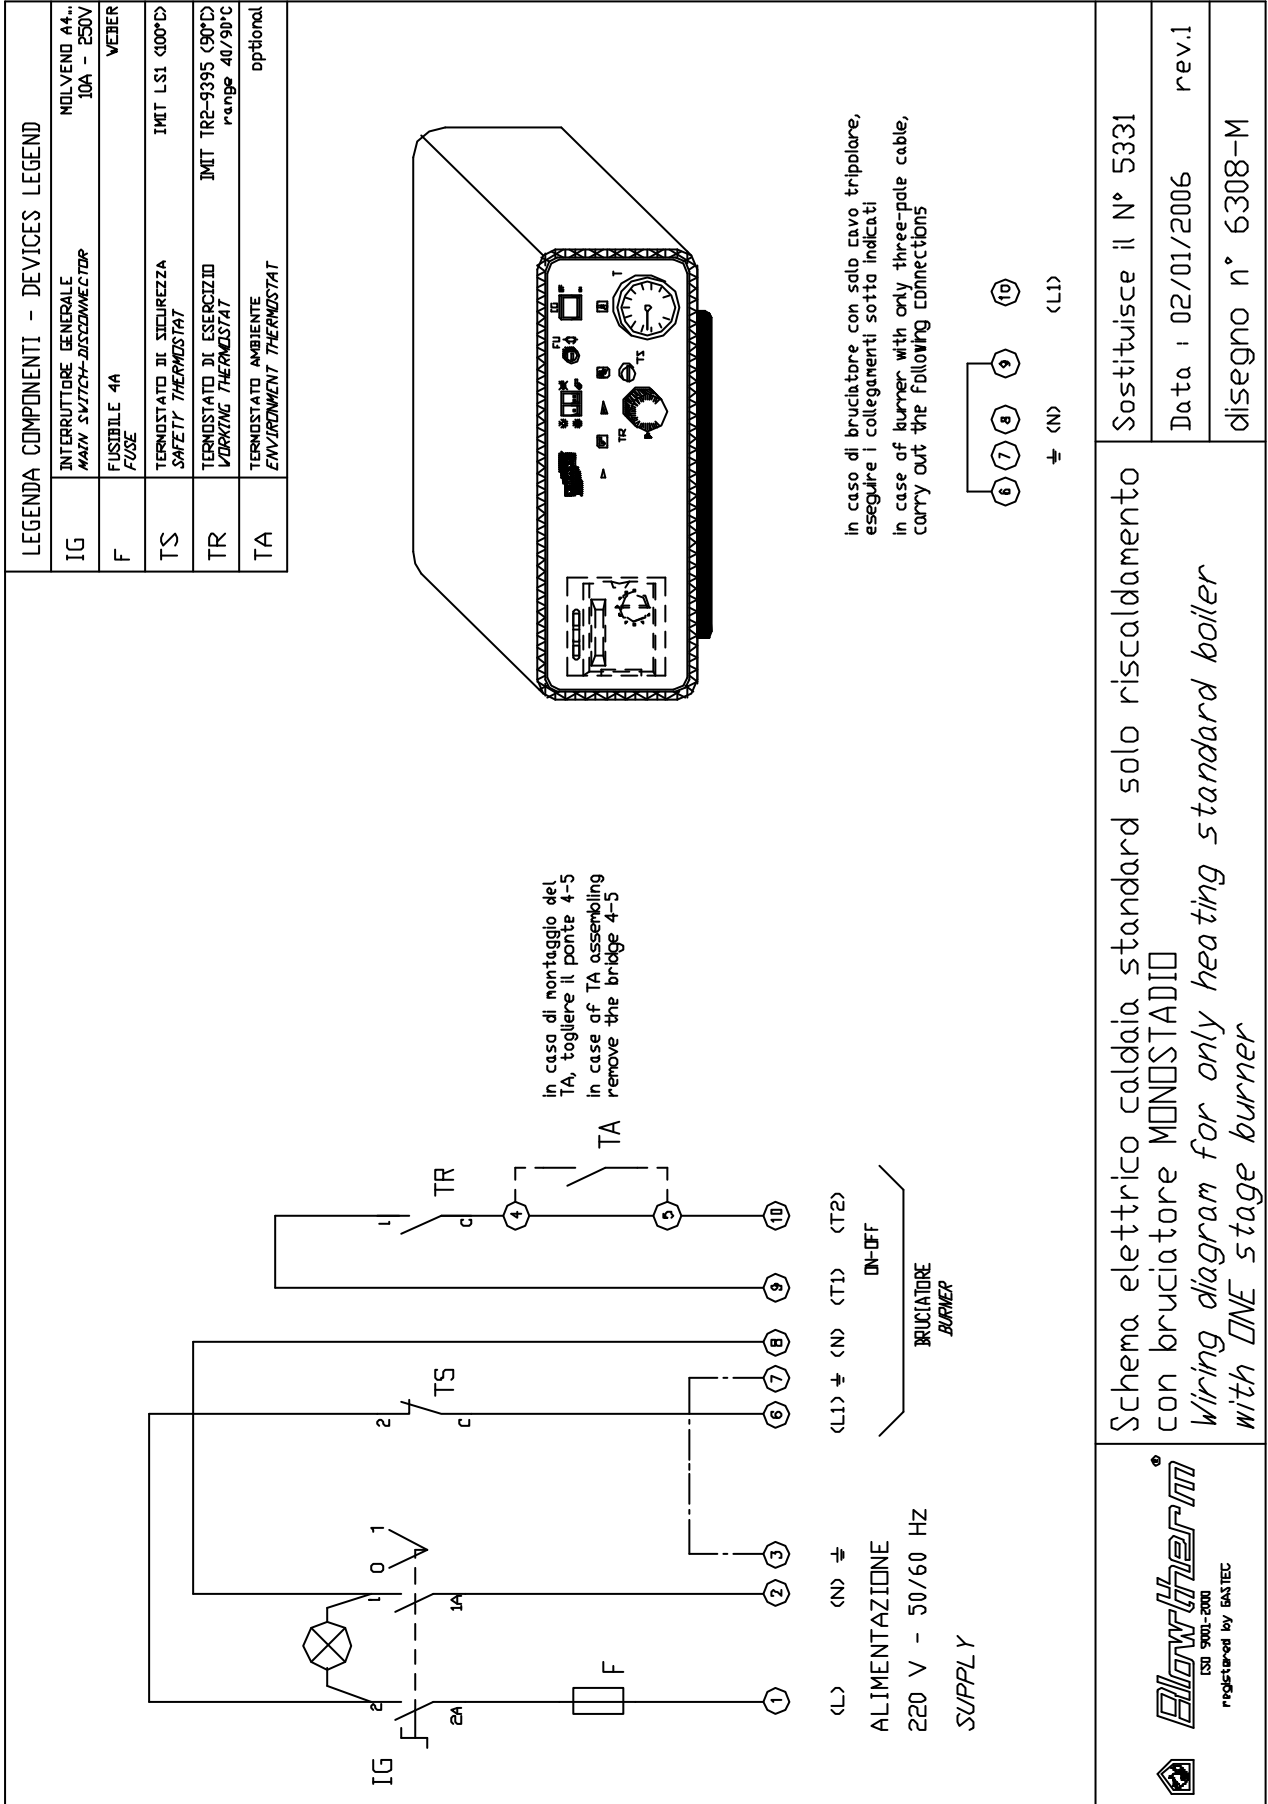 LEGENDA COMPONENTI - DEVICES LEGEND
IG
INTERRUTTORE GENERALE
MAIN SWITCH-DISCONNECTOR
MOLVENO A4..
10A - 250V
F
FUSIBILE 4A
FUSE
WEBER
TS
TERMOSTATO DI SICUREZZA
SAFETY THERMOSTAT
IMIT LS1 (100°C)
TR
TERMOSTATO DI ESERCIZIO
WORKING THERMOSTAT
IMIT TR2-9395 (90°C)
range 40/90°C
TA
TERMOSTATO AMBIENTE
ENVIRONMENT THERMOSTAT
optional
FU
IG
TR
TS
T
in caso di bruciatore con solo cavo tripolare,
eseguire i collegamenti sotto indicati
in case of burner with only three-pole cable,
carry out the following connections
6 7 8 9 10
⏚ (N) (L1)
in caso di montaggio del
TA, togliere il ponte 4-5
in case of TA assembling
remove the bridge 4-5
IG
2
2A
1
1A
0 1
F
2
C
TS
1
C
TR
4
5
TA
1 2 3 6 7 8 9 10
(L) (N) ⏚ (L1) ⏚ (N) (T1) (T2)
ON-OFF
ALIMENTAZIONE
220 V - 50/60 HZ
SUPPLY
BRUCIATORE
BURNER
Blowtherm®
ISO 9001-2000
registered by GASTEC
Schema elettrico caldaia standard solo riscaldamento
con bruciatore MONOSTADIO
Wiring diagram for only heating standard boiler
with ONE stage burner
Sostituisce il N° 5331
Data : 02/01/2006 rev.1
disegno n° 6308-M